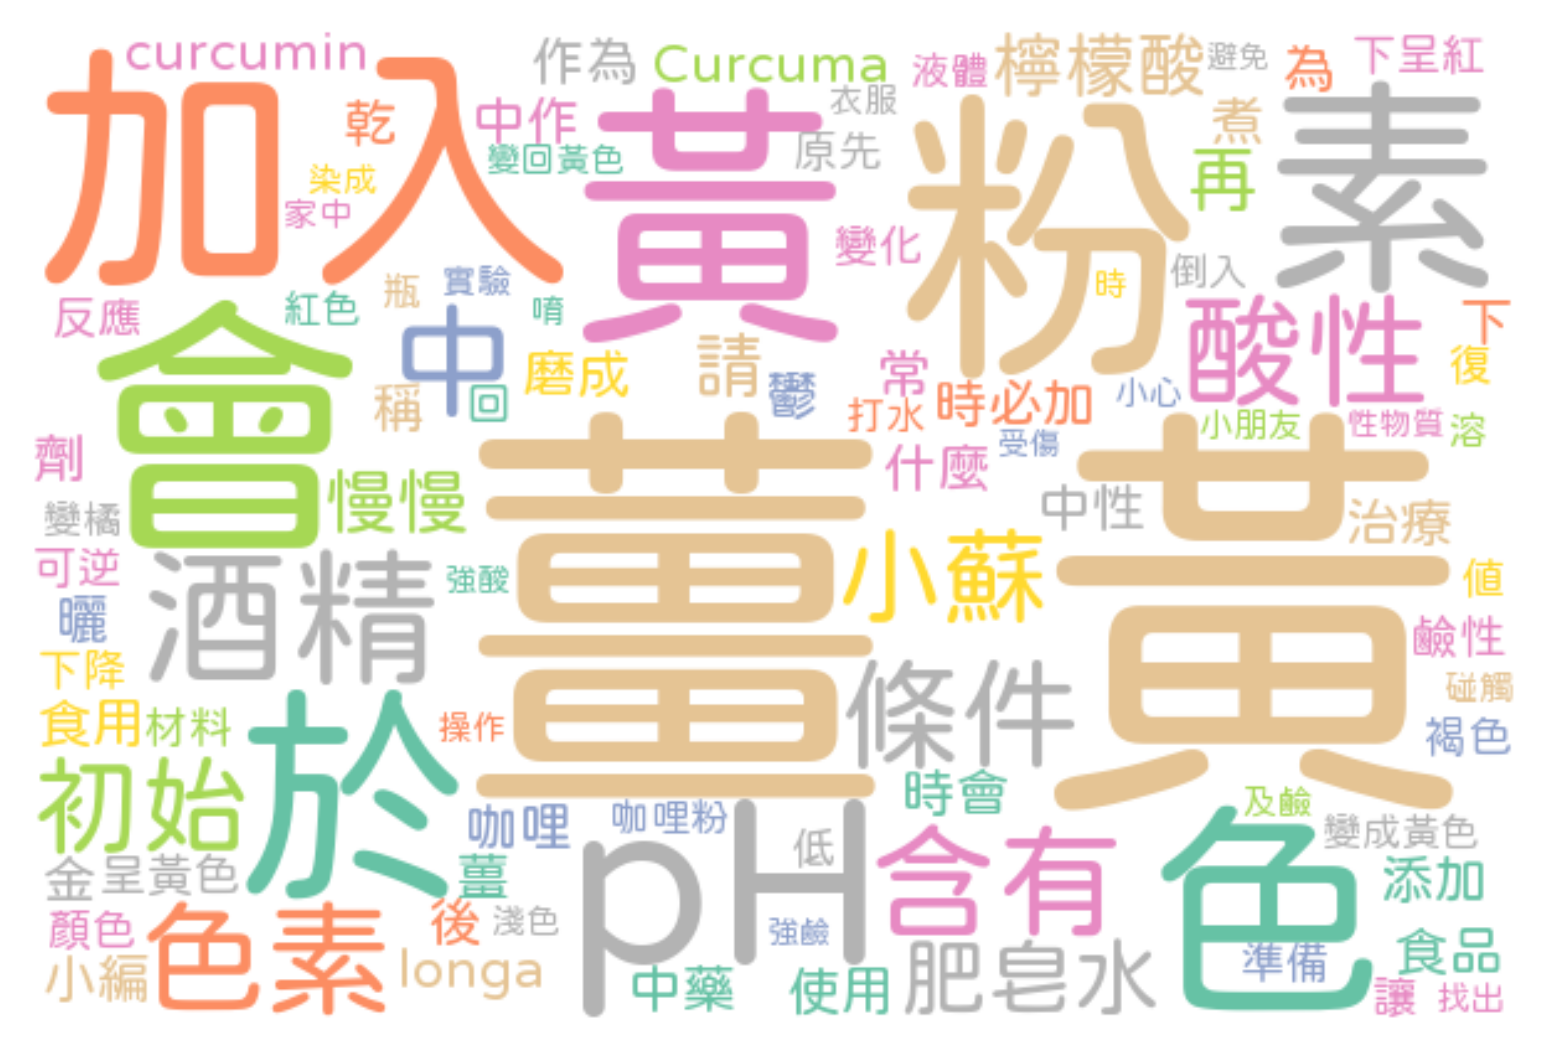 curcumin
作為
Curcuma
液體
檸檬酸
避免
為
下呈紅
加入
乾
中作
黃
衣服
粉
煮
素
變回黃色
原先
再
染成
家中
變化
倒入
時
反應
紅色
瓶
實驗
唷
酸性
下
會
中
磨成
請
常
復
稱
回
鬱
打水
時必加
小心
小朋友
性物質
溶
劑
慢慢
薑黃
什麼
受傷
中性
治療
變橘
可逆
酒精
強酸
小蘇
值
曬
鹼性
下降
條件
碰觸
食用
材料
於
操作
褐色
初始
咖哩
咖哩粉
pH
低
時會
及鹼
變成黃色
金
呈黃色
薑
含有
色
添加
顏色
色素
後
淺色
強鹼
食品
小編
longa
中藥
使用
肥皂水
準備
讓
找出